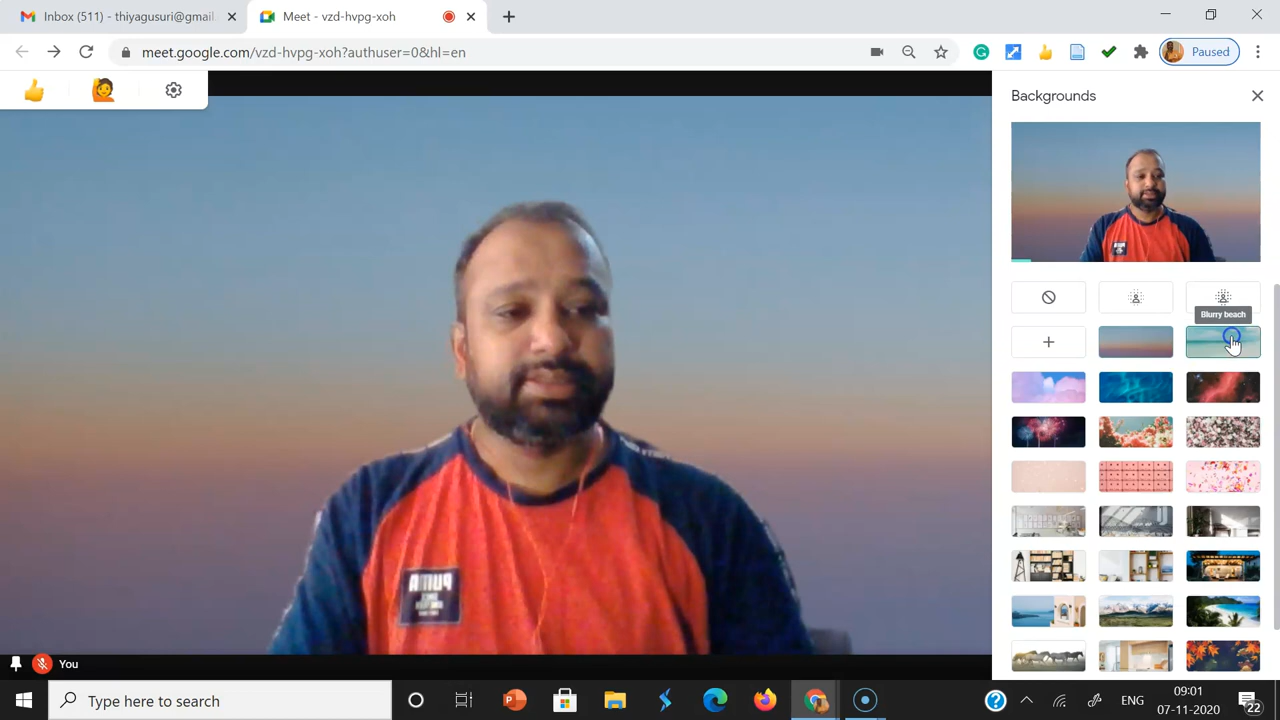 Inbox (511) - thiyagusuri@gmail.
Meet - vzd-hvpg-xoh
meet.google.com/vzd-hvpg-xoh?authuser=0&hl=en
Paused
Backgrounds
Blurry beach
PUMA
You
Type here to search
ENG
09:01
07-11-2020
22